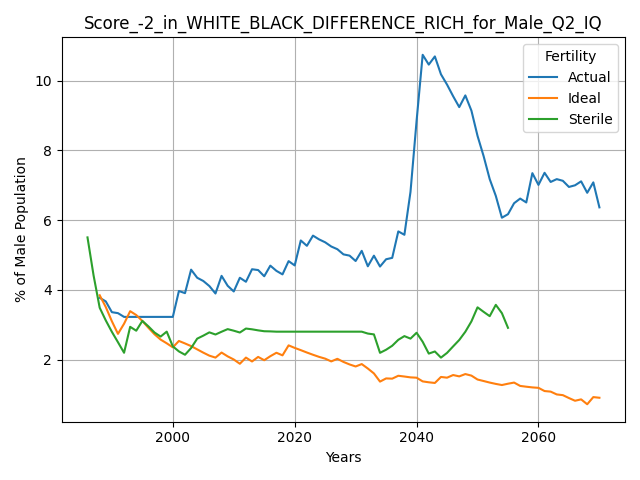 Score_-2_in_WHITE_BLACK_DIFFERENCE_RICH_for_Male_Q2_IQ
Fertility
Actual
Ideal
Sterile
% of Male Population
10
8
6
4
2
2000 2020 2040 2060
Years